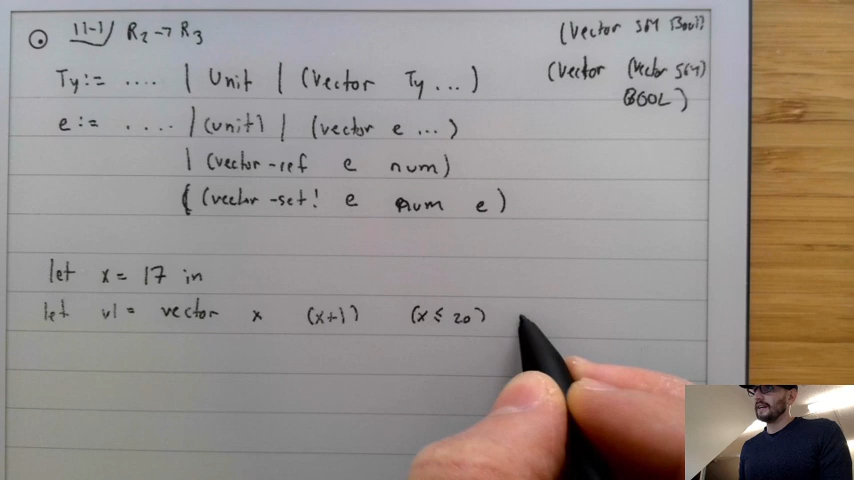 11-1/ R2 → R3
(Vector S64 Bool)
Ty := .... | Unit | (Vector Ty ...)
(Vector (Vector S64)
BOOL)
e := .... | (unit) | (vector e ...)
| (vector-ref e num)
| (vector-set! e num e)
let x = 17 in
let v1 = vector x (x+1) (x ≤ 20)